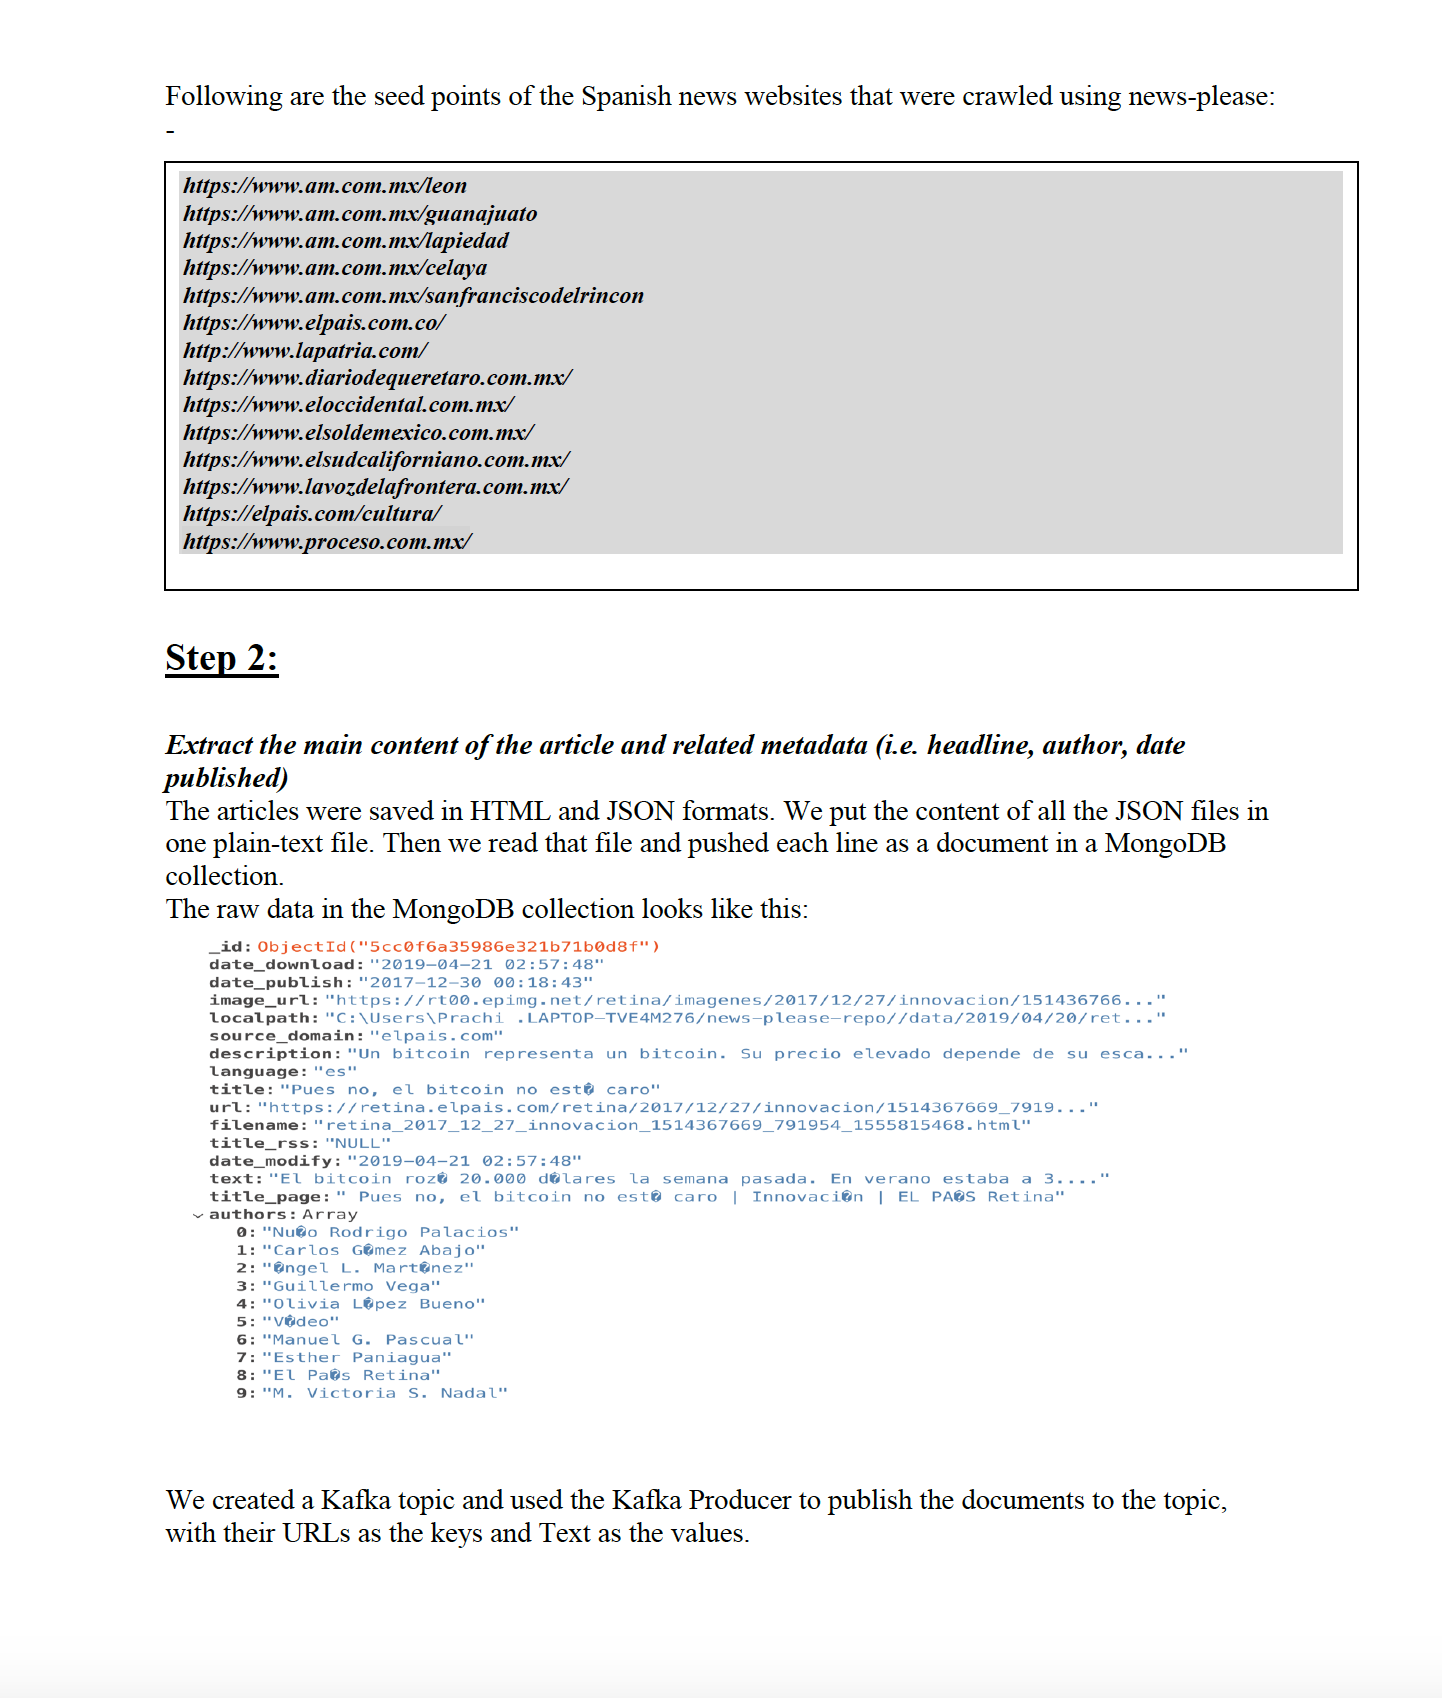 Following are the seed points of the Spanish news websites that were crawled using news-please:
-
https://www.am.com.mx/leon
https://www.am.com.mx/guanajuato
https://www.am.com.mx/lapiedad
https://www.am.com.mx/celaya
https://www.am.com.mx/sanfranciscodelrincon
https://www.elpais.com.co/
http://www.lapatria.com/
https://www.diariodequeretaro.com.mx/
https://www.eloccidental.com.mx/
https://www.elsoldemexico.com.mx/
https://www.elsudcaliforniano.com.mx/
https://www.lavozdelafrontera.com.mx/
https://elpais.com/cultura/
https://www.proceso.com.mx/
Step 2:
Extract the main content of the article and related metadata (i.e. headline, author, date
published)
The articles were saved in HTML and JSON formats. We put the content of all the JSON files in
one plain-text file. Then we read that file and pushed each line as a document in a MongoDB
collection.
The raw data in the MongoDB collection looks like this:
_id: ObjectId("5cc0f6a35986e321b71b0d8f")
date_download: "2019-04-21 02:57:48"
date_publish: "2017-12-30 00:18:43"
image_url: "https://rt00.epimg.net/retina/imagenes/2017/12/27/innovacion/151436766..."
localpath: "C:\Users\Prachi .LAPTOP-TVE4M276/news-please-repo//data/2019/04/20/ret..."
source_domain: "elpais.com"
description: "Un bitcoin representa un bitcoin. Su precio elevado depende de su esca..."
language: "es"
title: "Pues no, el bitcoin no est� caro"
url: "https://retina.elpais.com/retina/2017/12/27/innovacion/1514367669_7919..."
filename: "retina_2017_12_27_innovacion_1514367669_791954_1555815468.html"
title_rss: "NULL"
date_modify: "2019-04-21 02:57:48"
text: "El bitcoin roz� 20.000 d�lares la semana pasada. En verano estaba a 3...."
title_page: " Pues no, el bitcoin no est� caro | Innovaci�n | EL PA�S Retina"
authors: Array
0: "Nu�o Rodrigo Palacios"
1: "Carlos G�mez Abajo"
2: "�ngel L. Mart�nez"
3: "Guillermo Vega"
4: "Olivia L�pez Bueno"
5: "V�deo"
6: "Manuel G. Pascual"
7: "Esther Paniagua"
8: "El Pa�s Retina"
9: "M. Victoria S. Nadal"
We created a Kafka topic and used the Kafka Producer to publish the documents to the topic,
with their URLs as the keys and Text as the values.